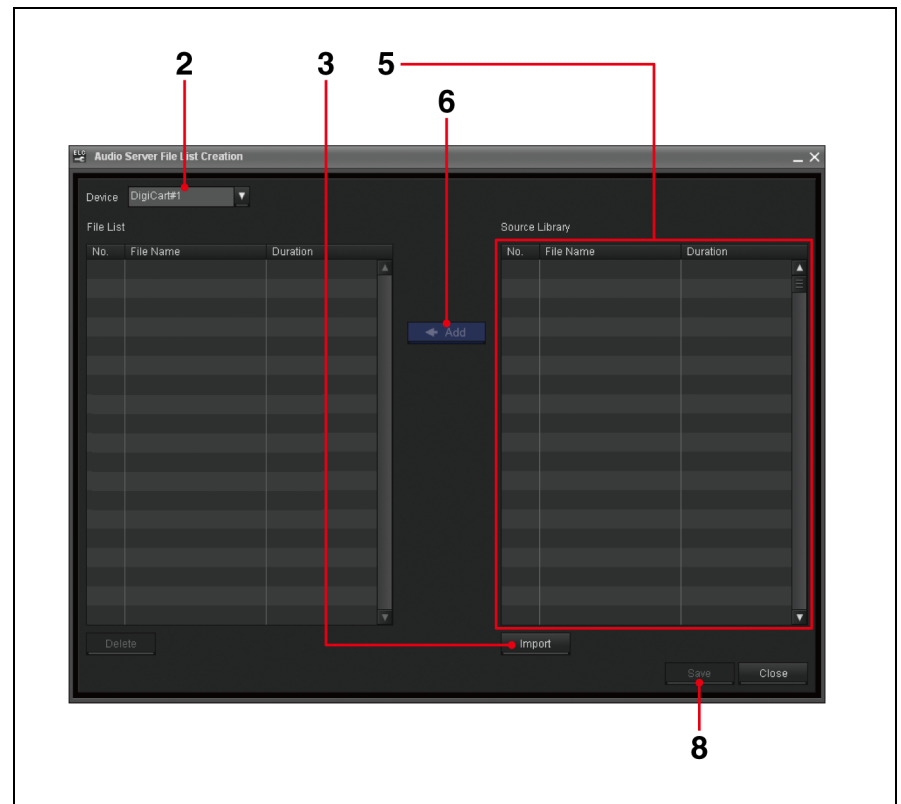 2 3 5
6
ELG Audio Server File List Creation
Device DigiCart#1
File List Source Library
No. File Name Duration No. File Name Duration
Add
Delete Import
Save Close
8